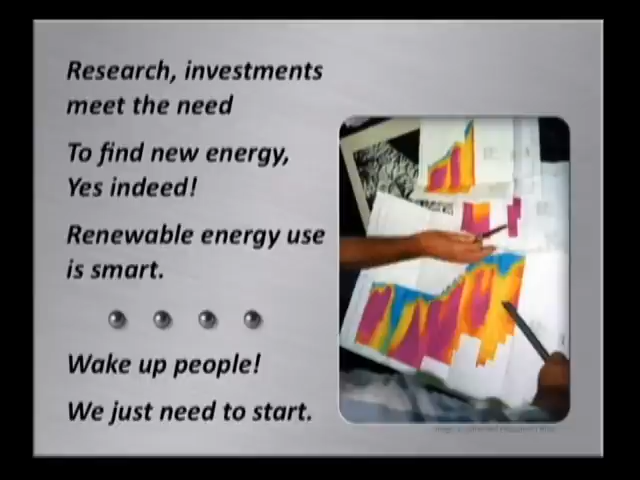 Research, investments
meet the need
To find new energy,
Yes indeed!
Renewable energy use
is smart.
Wake up people!
We just need to start.